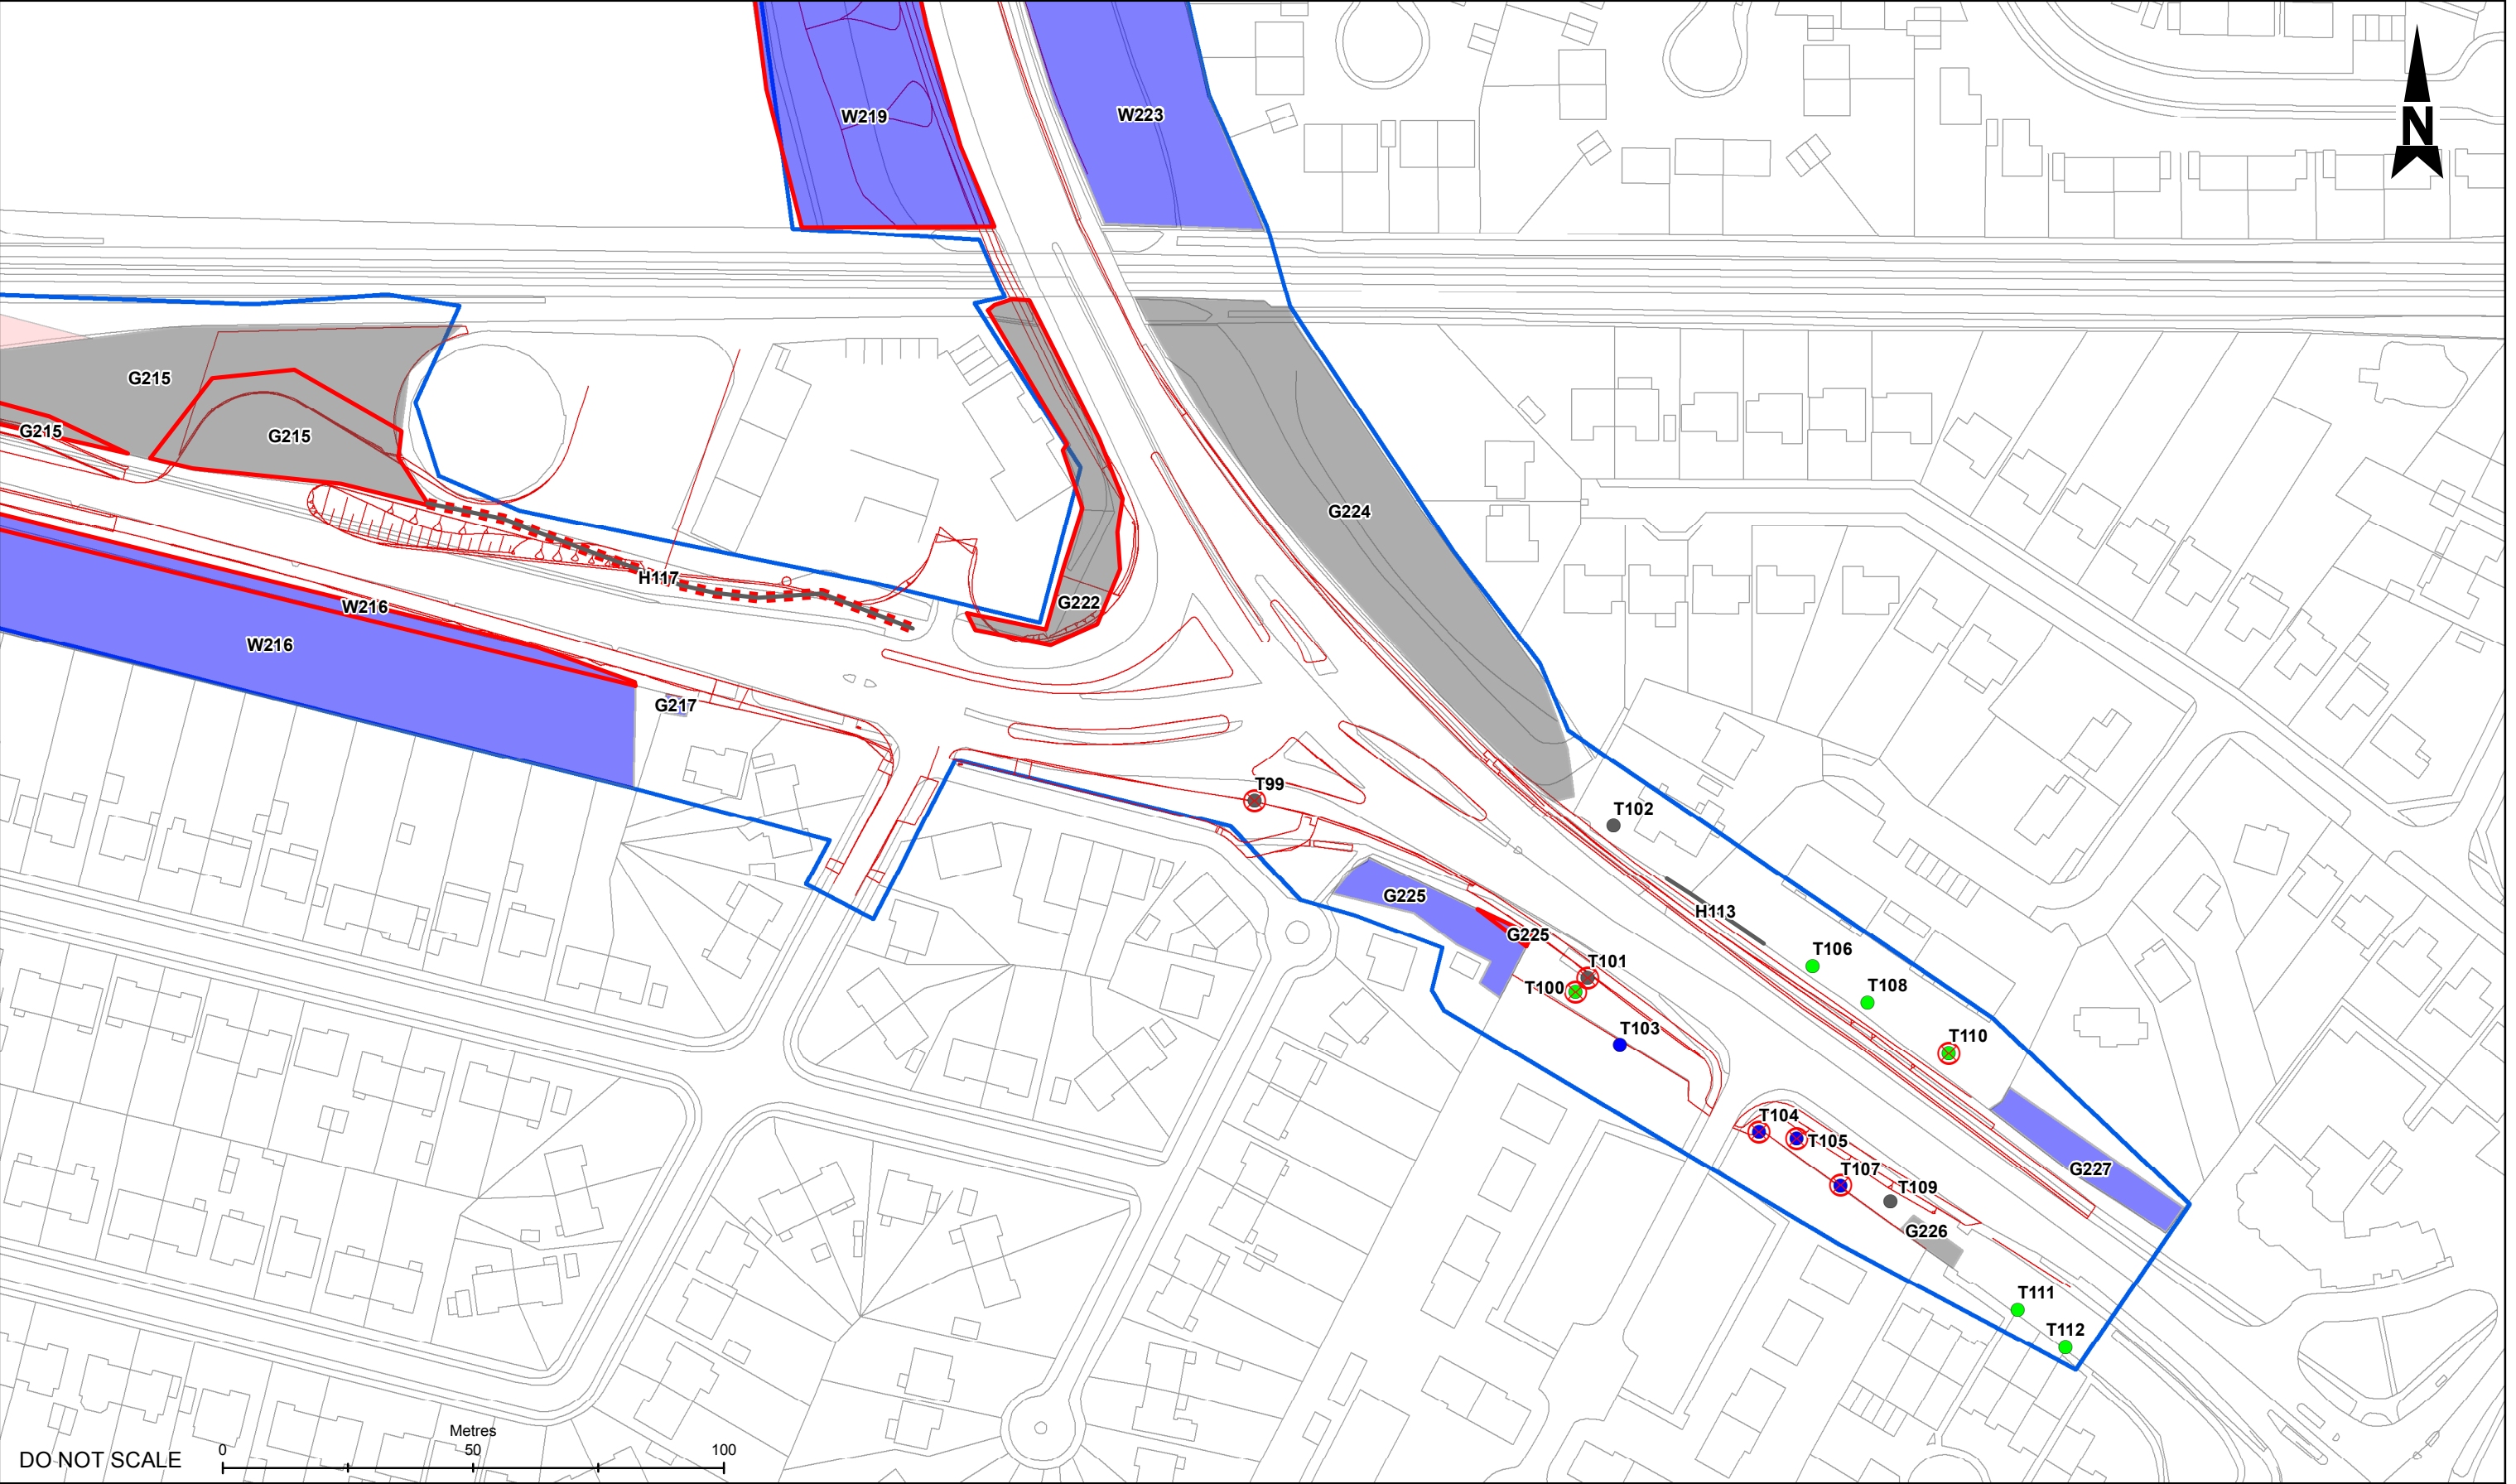 W219
W223
N
G215
G215
G215
G224
H117
G222
W216
W216
G217
T99
T102
G225
H113
G225
T106
T101
T100
T108
T103
T110
T104
T105
G227
T107
T109
G226
T111
T112
Metres
0 50 100
DO NOT SCALE